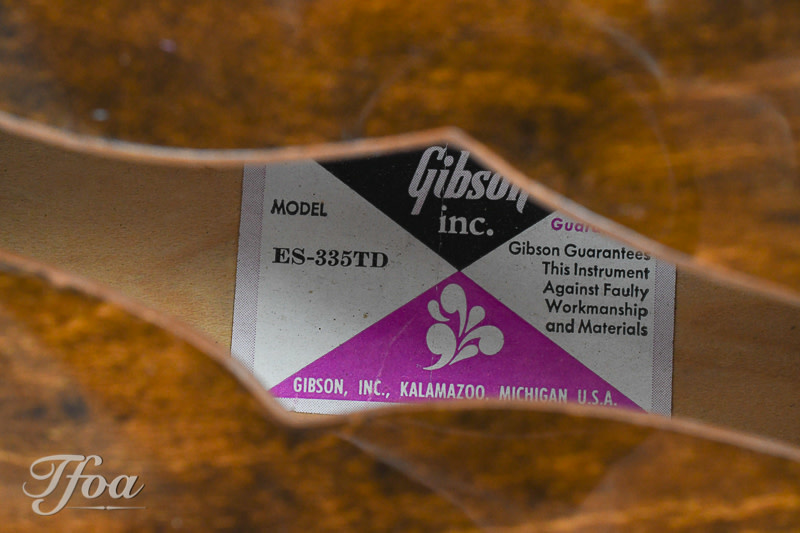 Gibson
inc.
MODEL
ES-335TD
Gibson Guarantees
This Instrument
Against Faulty
Workmanship
and Materials
GIBSON, INC., KALAMAZOO, MICHIGAN U.S.A.
Tfoa